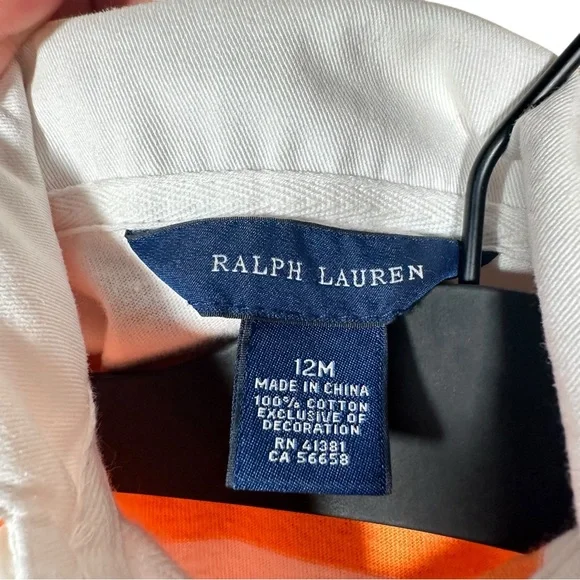 RALPH LAUREN
12M
MADE IN CHINA
100% COTTON
EXCLUSIVE OF
DECORATION
RN 41381
CA 56658